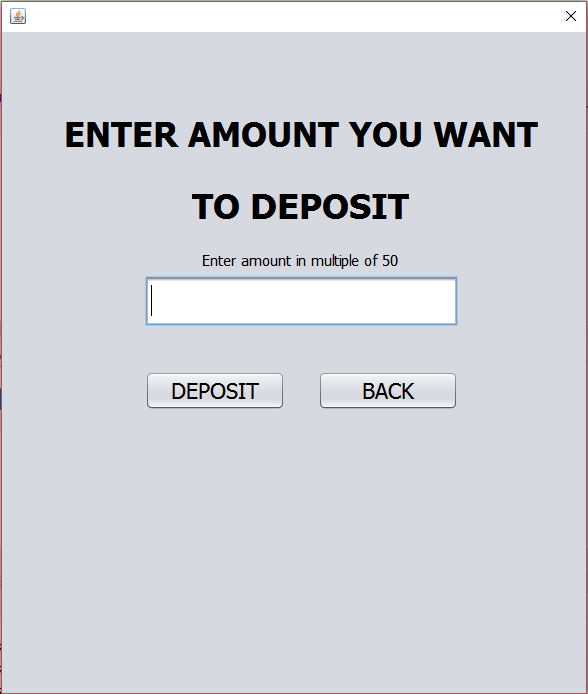 ENTER AMOUNT YOU WANT
TO DEPOSIT
Enter amount in multiple of 50
DEPOSIT
BACK